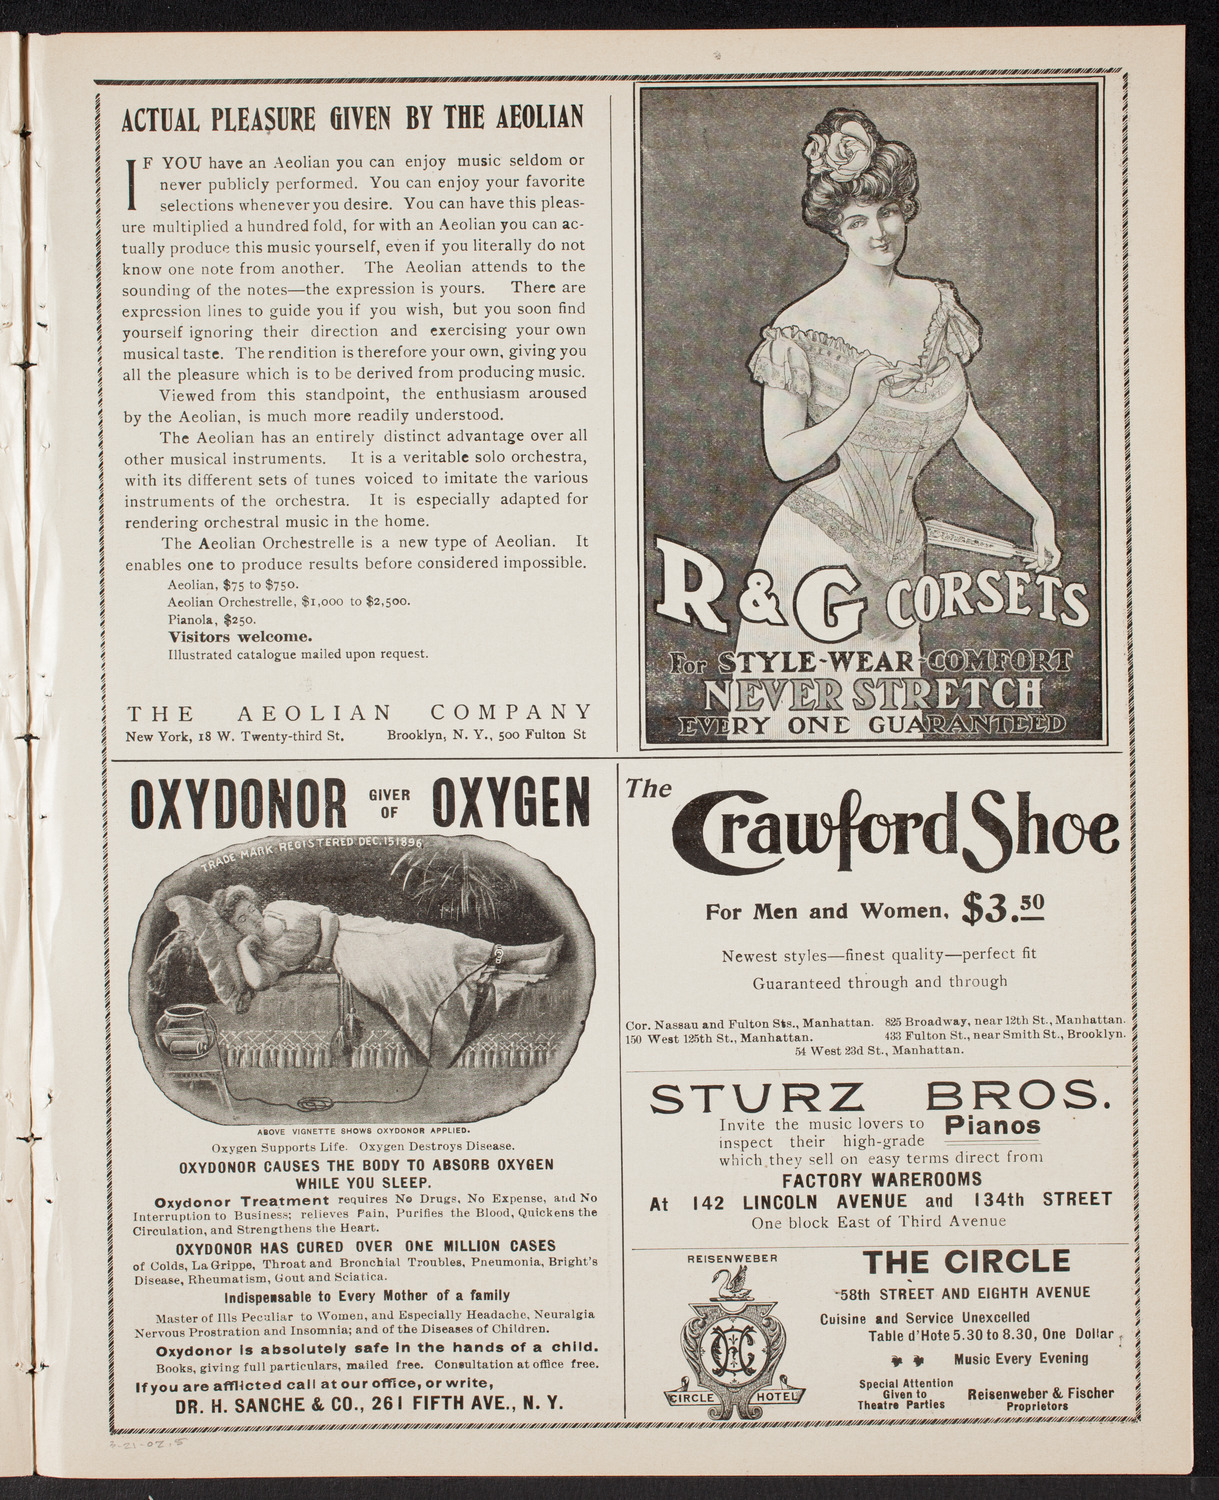 ACTUAL PLEASURE GIVEN BY THE AEOLIAN
IF YOU have an Aeolian you can enjoy music seldom or
never publicly performed. You can enjoy your favorite
selections whenever you desire. You can have this pleas-
ure multiplied a hundred fold, for with an Aeolian you can ac-
tually produce this music yourself, even if you literally do not
know one note from another. The Aeolian attends to the
sounding of the notes—the expression is yours. There are
expression lines to guide you if you wish, but you soon find
yourself ignoring their direction and exercising your own
musical taste. The rendition is therefore your own, giving you
all the pleasure which is to be derived from producing music.
Viewed from this standpoint, the enthusiasm aroused
by the Aeolian, is much more readily understood.
The Aeolian has an entirely distinct advantage over all
other musical instruments. It is a veritable solo orchestra,
with its different sets of tunes voiced to imitate the various
instruments of the orchestra. It is especially adapted for
rendering orchestral music in the home.
The Aeolian Orchestrelle is a new type of Aeolian. It
enables one to produce results before considered impossible.
Aeolian, $75 to $750.
Aeolian Orchestrelle, $1,000 to $2,500.
Pianola, $250.
Visitors welcome.
Illustrated catalogue mailed upon request.
THE AEOLIAN COMPANY
New York, 18 W. Twenty-third St. Brooklyn, N. Y., 500 Fulton St
R & G CORSETS
For STYLE-WEAR-COMFORT
NEVER STRETCH
EVERY ONE GUARANTEED
OXYDONOR GIVER OF OXYGEN
TRADE MARK REGISTERED DEC. 15 1896
ABOVE VIGNETTE SHOWS OXYDONOR APPLIED.
Oxygen Supports Life. Oxygen Destroys Disease.
OXYDONOR CAUSES THE BODY TO ABSORB OXYGEN
WHILE YOU SLEEP.
Oxydonor Treatment requires No Drugs, No Expense, and No
Interruption to Business; relieves Pain, Purifies the Blood, Quickens the
Circulation, and Strengthens the Heart.
OXYDONOR HAS CURED OVER ONE MILLION CASES
of Colds, La Grippe, Throat and Bronchial Troubles, Pneumonia, Bright's
Disease, Rheumatism, Gout and Sciatica.
Indispensable to Every Mother of a family
Master of Ills Peculiar to Women, and Especially Headache, Neuralgia
Nervous Prostration and Insomnia; and of the Diseases of Children.
Oxydonor is absolutely safe in the hands of a child.
Books, giving full particulars, mailed free. Consultation at office free.
If you are afflicted call at our office, or write,
DR. H. SANCHE & CO., 261 FIFTH AVE., N. Y.
The Crawford Shoe
For Men and Women, $3.50
Newest styles—finest quality—perfect fit
Guaranteed through and through
Cor. Nassau and Fulton Sts., Manhattan. 825 Broadway, near 12th St., Manhattan.
150 West 125th St., Manhattan. 433 Fulton St., near Smith St., Brooklyn.
54 West 23d St., Manhattan.
STURZ BROS.
Invite the music lovers to Pianos
inspect their high-grade
which they sell on easy terms direct from
FACTORY WAREROOMS
At 142 LINCOLN AVENUE and 134th STREET
One block East of Third Avenue
REISENWEBER
CIRCLE HOTEL
THE CIRCLE
58th STREET AND EIGHTH AVENUE
Cuisine and Service Unexcelled
Table d'Hote 5.30 to 8.30, One Dollar
Music Every Evening
Special Attention
Given to
Theatre Parties
Reisenweber & Fischer
Proprietors
3-21-02.5